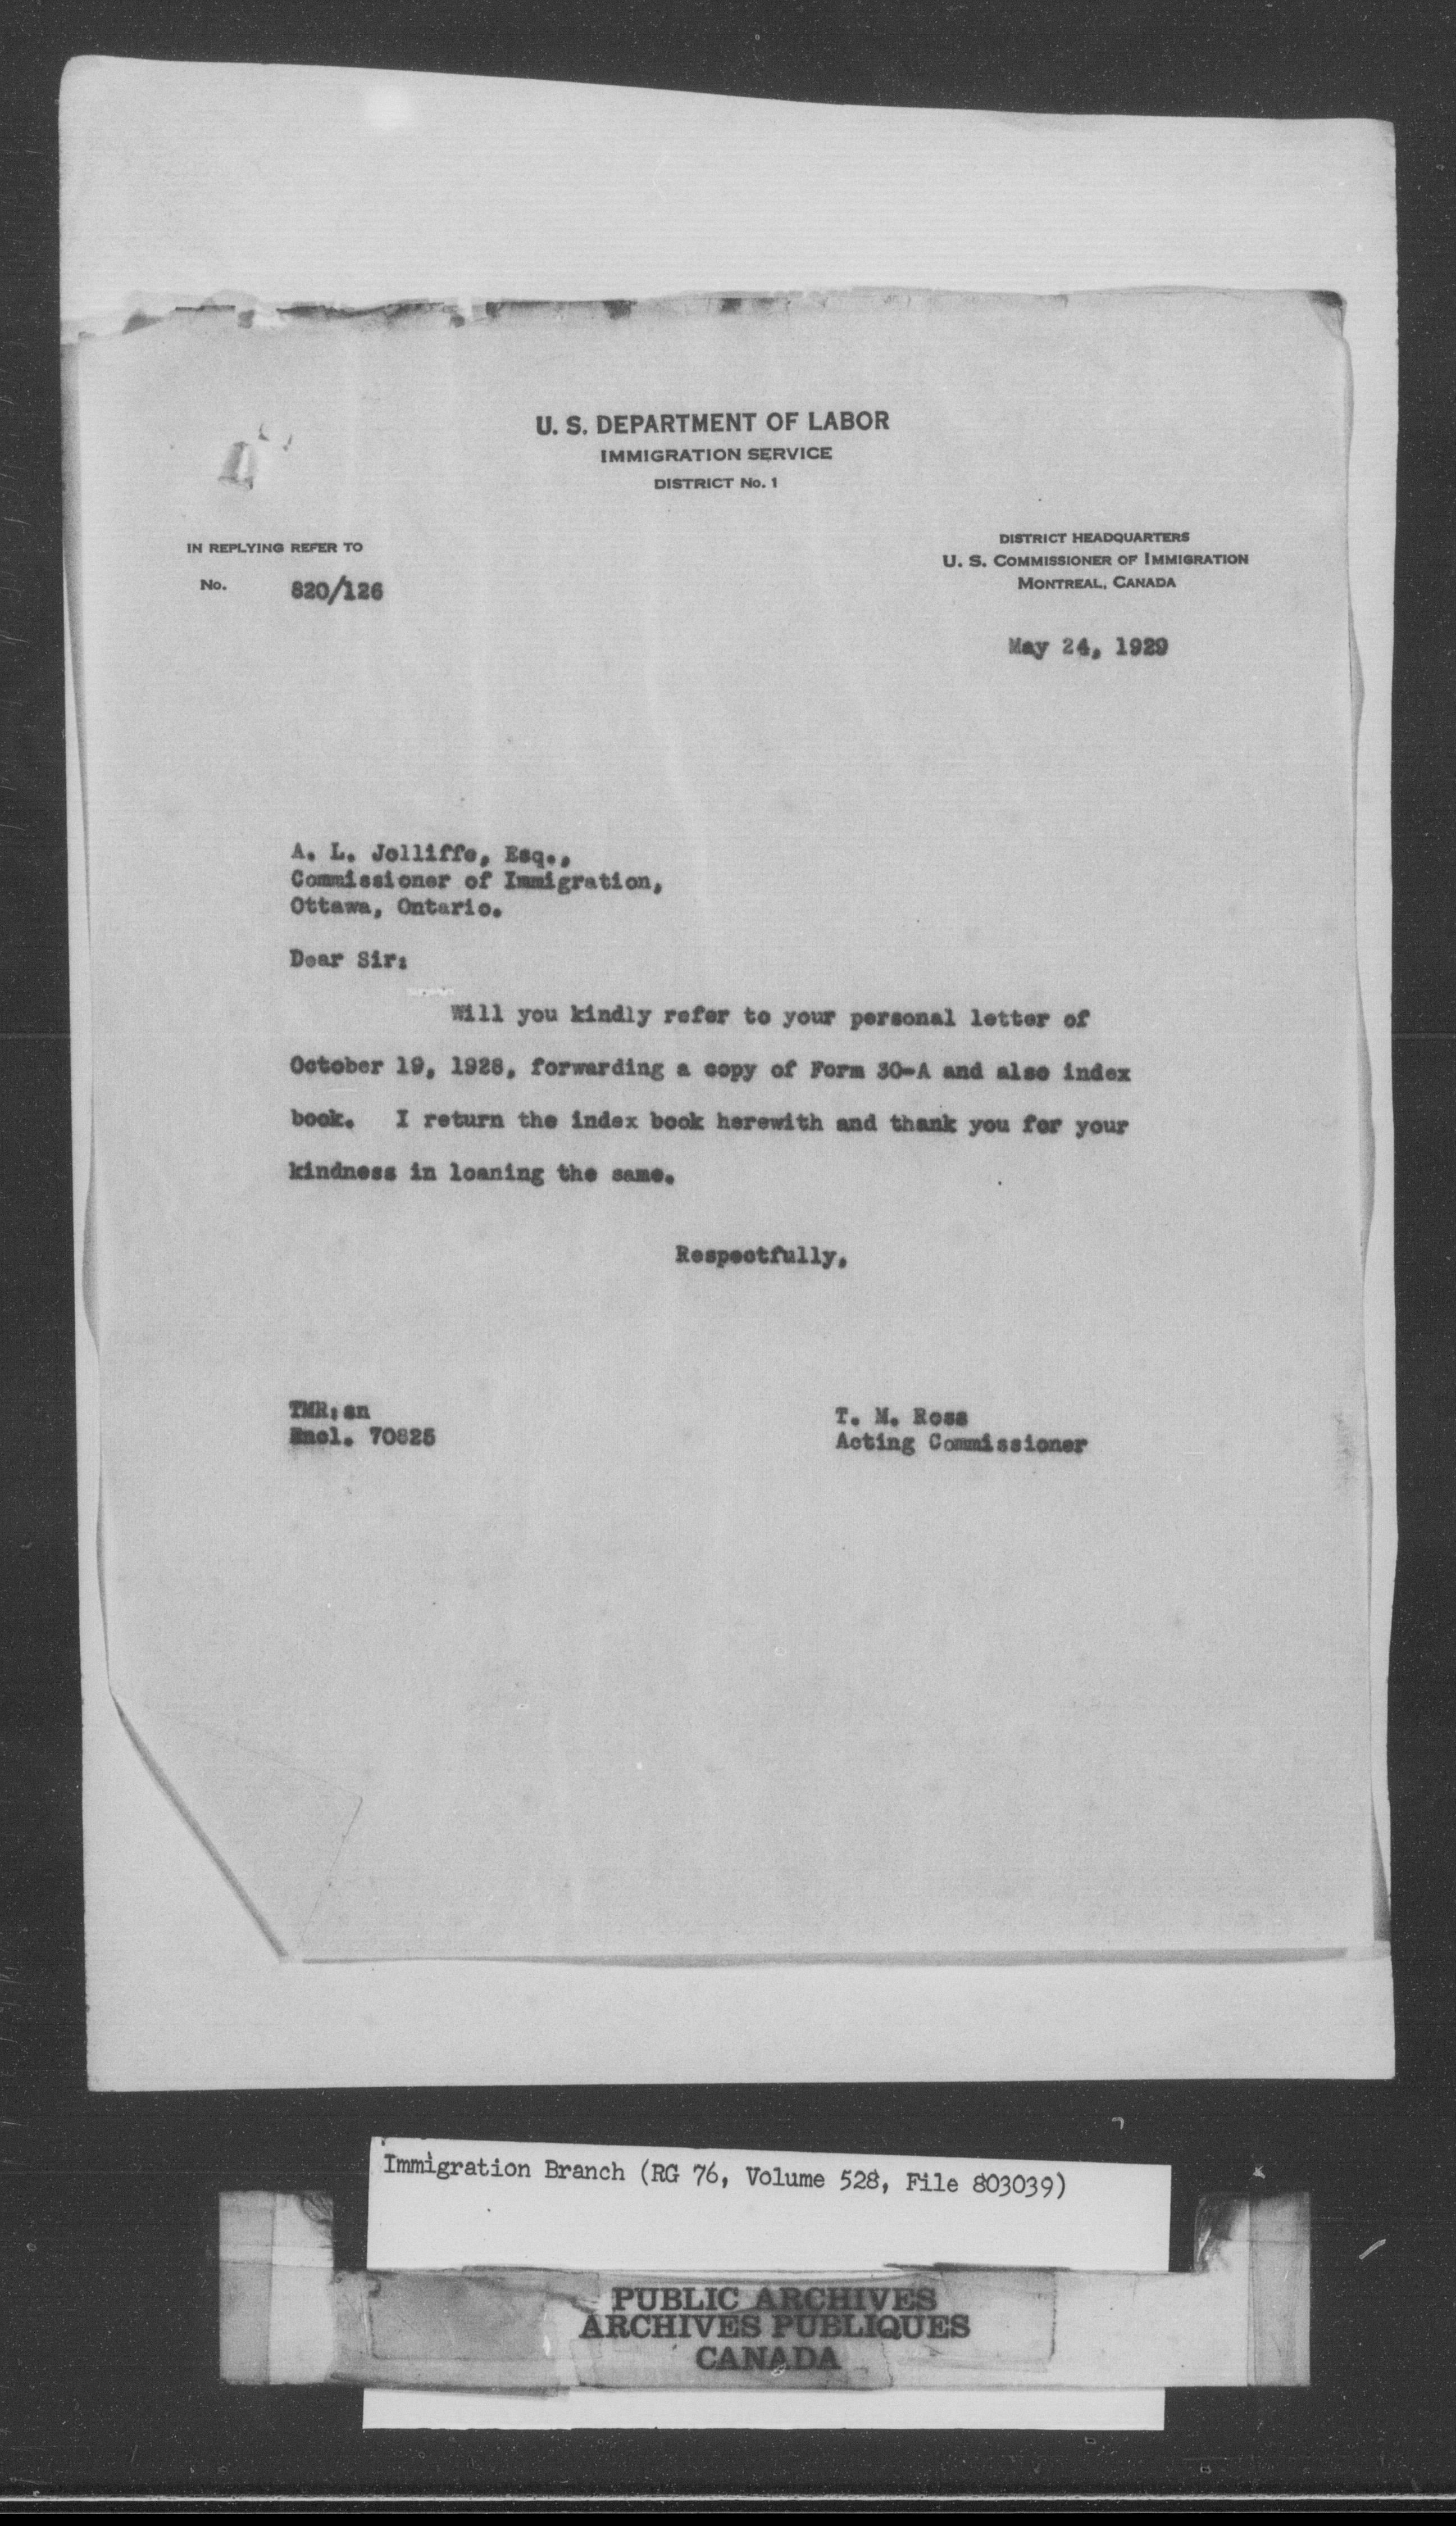 U. S. DEPARTMENT OF LABOR
IMMIGRATION SERVICE
DISTRICT No. 1
IN REPLYING REFER TO
No. 820/126
DISTRICT HEADQUARTERS
U. S. COMMISSIONER OF IMMIGRATION
MONTREAL, CANADA
May 24, 1929
A. L. Jolliffe, Esq.,
Commissioner of Immigration,
Ottawa, Ontario.
Dear Sir:
Will you kindly refer to your personal letter of
October 19, 1928, forwarding a copy of Form 30-A and also index
book. I return the index book herewith and thank you for your
kindness in loaning the same.
Respectfully,
TMR:an
Encl. 70825
T. M. Ross
Acting Commissioner
Immigration Branch (RG 76, Volume 528, File 803039)
PUBLIC ARCHIVES
ARCHIVES PUBLIQUES
CANADA